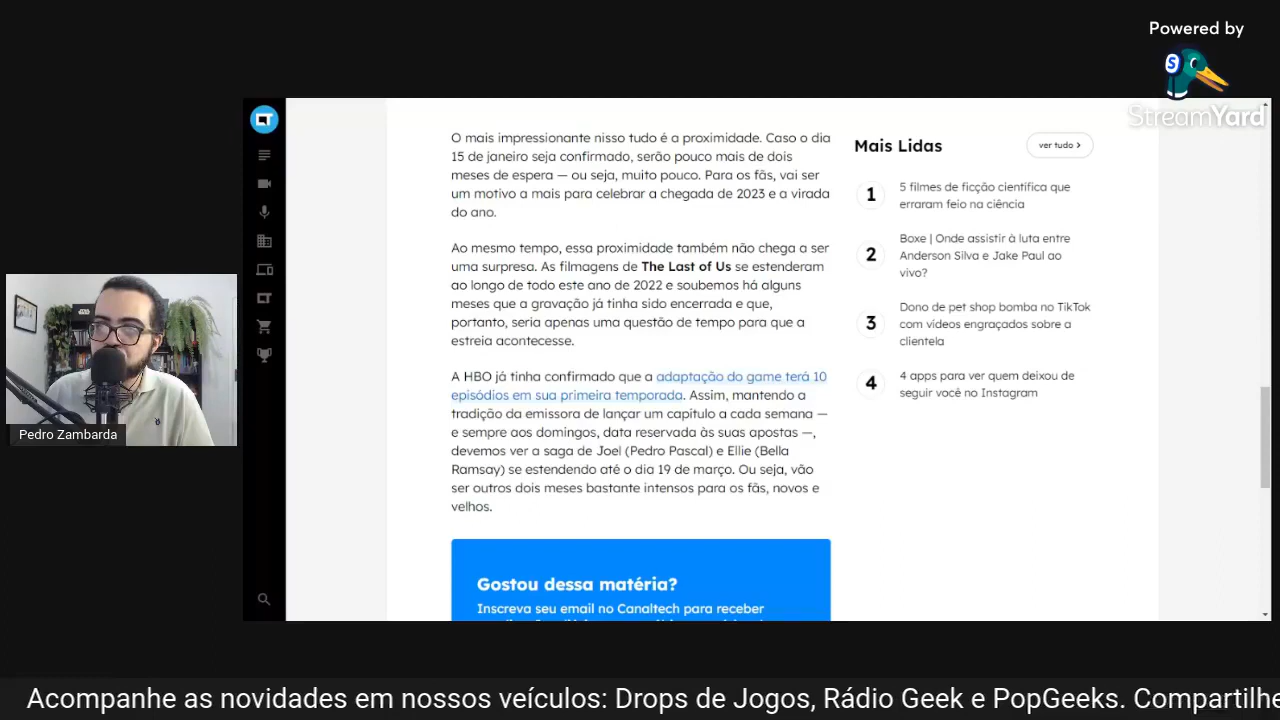 Powered by
S
StreamYard
O mais impressionante nisso tudo é a proximidade. Caso o dia
15 de janeiro seja confirmado, serão pouco mais de dois
meses de espera — ou seja, muito pouco. Para os fãs, vai ser
um motivo a mais para celebrar a chegada de 2023 e a virada
do ano.
Ao mesmo tempo, essa proximidade também não chega a ser
uma surpresa. As filmagens de The Last of Us se estenderam
ao longo de todo este ano de 2022 e soubemos há alguns
meses que a gravação já tinha sido encerrada e que,
portanto, seria apenas uma questão de tempo para que a
estreia acontecesse.
A HBO já tinha confirmado que a adaptação do game terá 10
episódios em sua primeira temporada. Assim, mantendo a
tradição da emissora de lançar um capítulo a cada semana —
e sempre aos domingos, data reservada às suas apostas —,
devemos ver a saga de Joel (Pedro Pascal) e Ellie (Bella
Ramsay) se estendendo até o dia 19 de março. Ou seja, vão
ser outros dois meses bastante intensos para os fãs, novos e
velhos.
Gostou dessa matéria?
Inscreva seu email no Canaltech para receber
Mais Lidas
ver tudo >
1
5 filmes de ficção científica que
erraram feio na ciência
2
Boxe | Onde assistir à luta entre
Anderson Silva e Jake Paul ao
vivo?
3
Dono de pet shop bomba no TikTok
com vídeos engraçados sobre a
clientela
4
4 apps para ver quem deixou de
seguir você no Instagram
Pedro Zambarda
Acompanhe as novidades em nossos veículos: Drops de Jogos, Rádio Geek e PopGeeks. Compartilhe